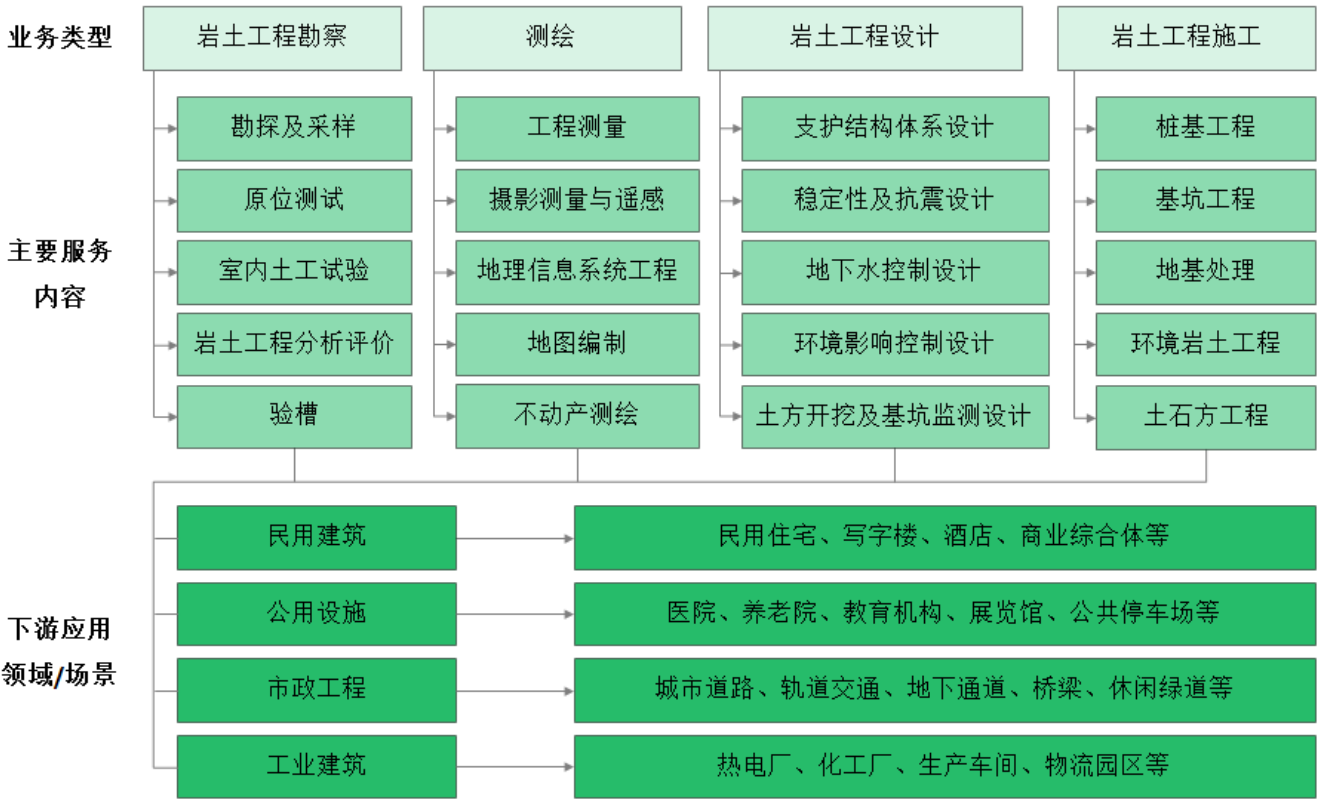 业务类型
岩土工程勘察
测绘
岩土工程设计
岩土工程施工
主要服务
内容
勘探及采样
工程测量
支护结构体系设计
桩基工程
原位测试
摄影测量与遥感
稳定性及抗震设计
基坑工程
室内土工试验
地理信息系统工程
地下水控制设计
地基处理
岩土工程分析评价
地图编制
环境影响控制设计
环境岩土工程
验槽
不动产测绘
土方开挖及基坑监测设计
土石方工程
下游应用
领域/场景
民用建筑
民用住宅、写字楼、酒店、商业综合体等
公用设施
医院、养老院、教育机构、展览馆、公共停车场等
市政工程
城市道路、轨道交通、地下通道、桥梁、休闲绿道等
工业建筑
热电厂、化工厂、生产车间、物流园区等